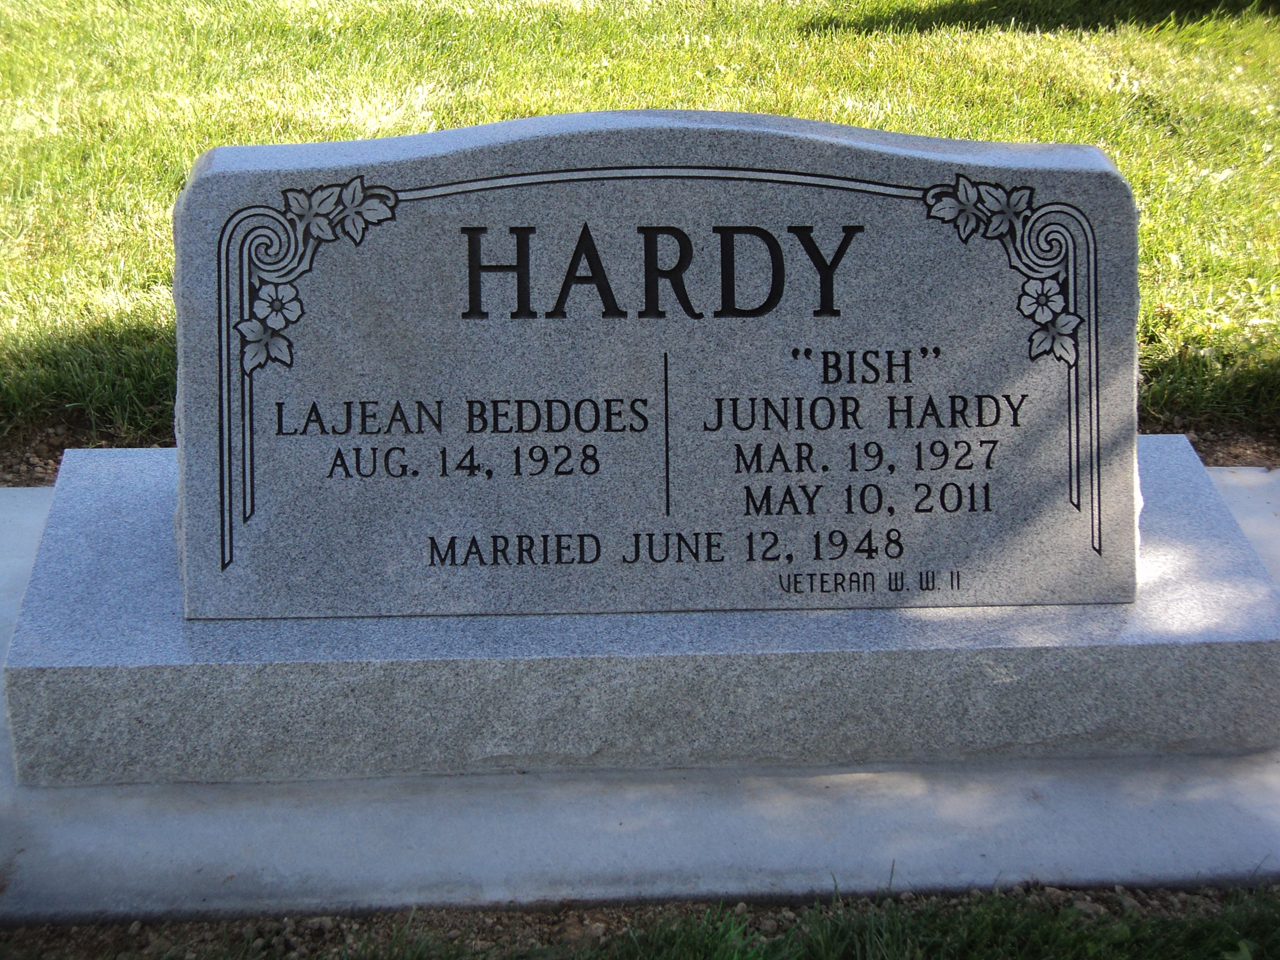 HARDY
LAJEAN BEDDOES
AUG. 14, 1928
"BISH"
JUNIOR HARDY
MAR. 19, 1927
MAY 10, 2011
MARRIED JUNE 12, 1948
VETERAN W. W. II